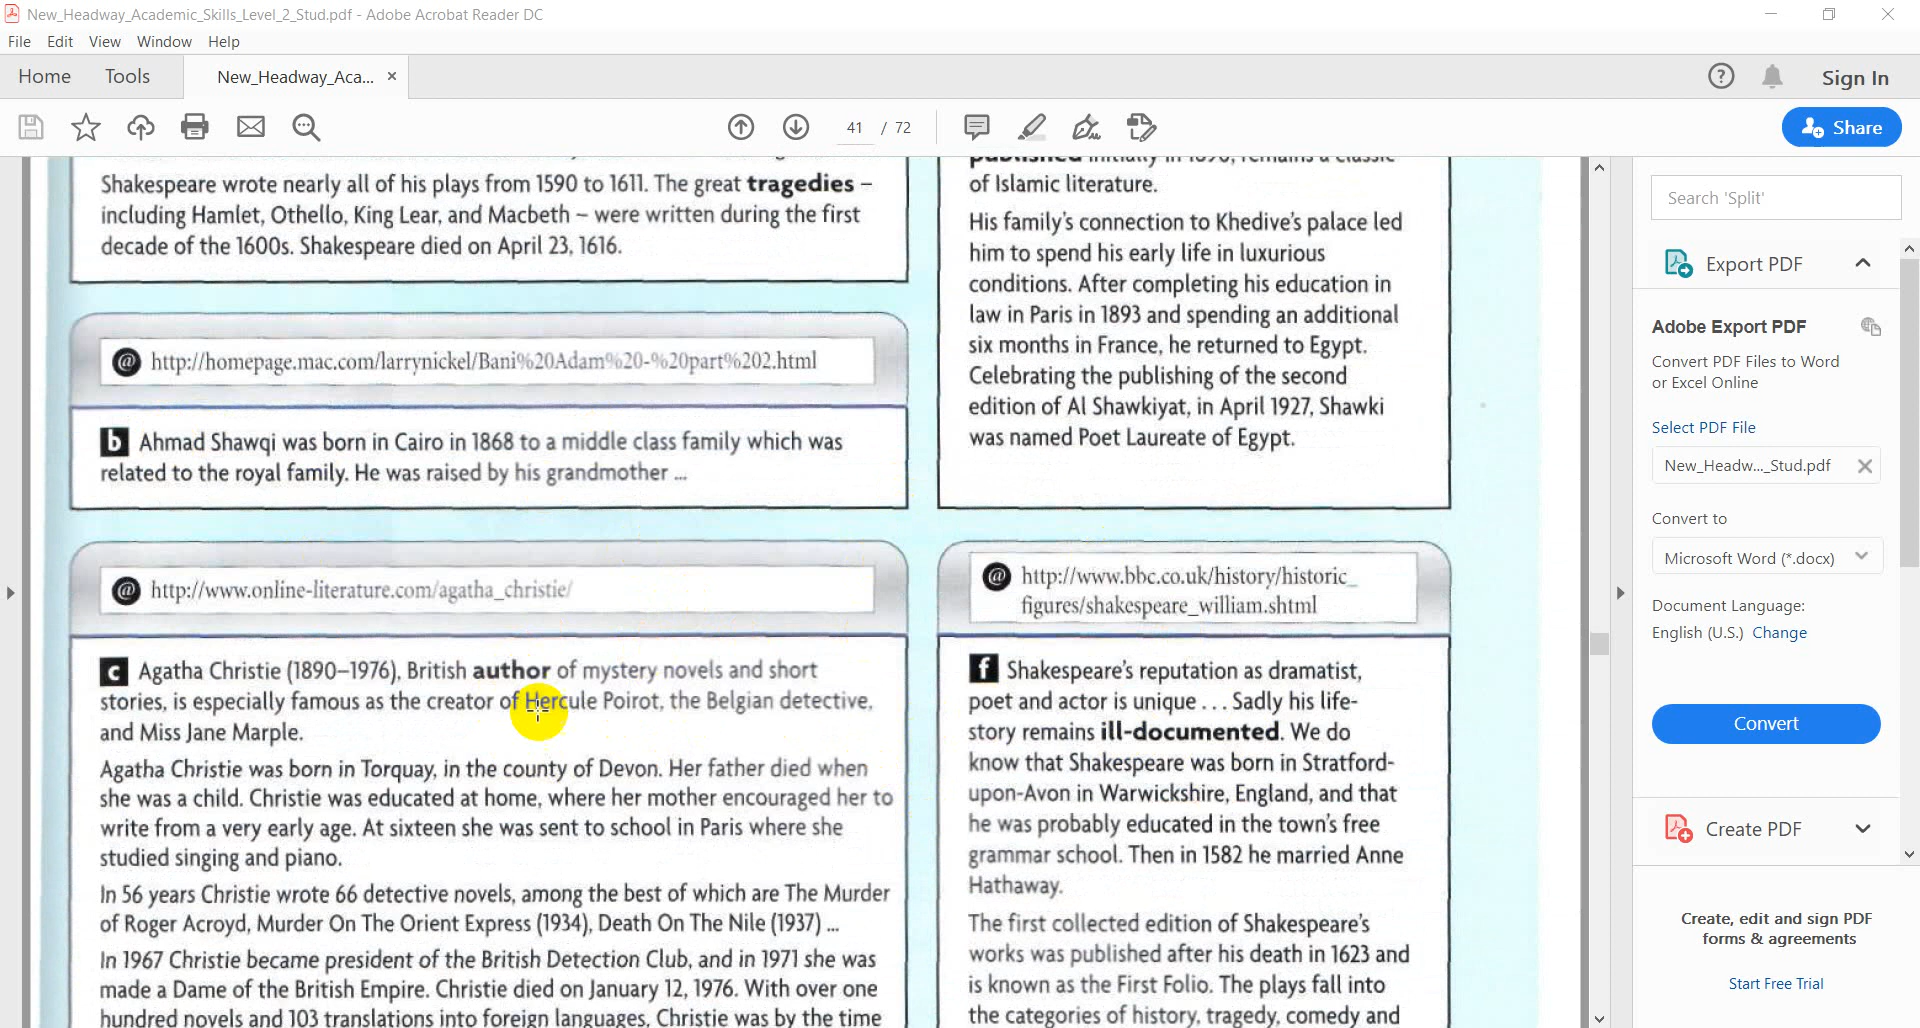 New_Headway_Academic_Skills_Level_2_Stud.pdf - Adobe Acrobat Reader DC
File Edit View Window Help
Home Tools New_Headway_Aca... × Sign In
41 / 72 Share
Shakespeare wrote nearly all of his plays from 1590 to 1611. The great tragedies –
including Hamlet, Othello, King Lear, and Macbeth – were written during the first
decade of the 1600s. Shakespeare died on April 23, 1616.
@ http://homepage.mac.com/larrynickel/Bani%20Adam%20-%20part%202.html
b Ahmad Shawqi was born in Cairo in 1868 to a middle class family which was
related to the royal family. He was raised by his grandmother ...
@ http://www.online-literature.com/agatha_christie/
c Agatha Christie (1890–1976), British author of mystery novels and short
stories, is especially famous as the creator of Hercule Poirot, the Belgian detective,
and Miss Jane Marple.
Agatha Christie was born in Torquay, in the county of Devon. Her father died when
she was a child. Christie was educated at home, where her mother encouraged her to
write from a very early age. At sixteen she was sent to school in Paris where she
studied singing and piano.
In 56 years Christie wrote 66 detective novels, among the best of which are The Murder
of Roger Acroyd, Murder On The Orient Express (1934), Death On The Nile (1937) ...
In 1967 Christie became president of the British Detection Club, and in 1971 she was
made a Dame of the British Empire. Christie died on January 12, 1976. With over one
hundred novels and 103 translations into foreign languages, Christie was by the time
published initially in 1890, remains a classic
of Islamic literature.
His family's connection to Khedive's palace led
him to spend his early life in luxurious
conditions. After completing his education in
law in Paris in 1893 and spending an additional
six months in France, he returned to Egypt.
Celebrating the publishing of the second
edition of Al Shawkiyat, in April 1927, Shawki
was named Poet Laureate of Egypt.
@ http://www.bbc.co.uk/history/historic_
figures/shakespeare_william.shtml
f Shakespeare's reputation as dramatist,
poet and actor is unique ... Sadly his life-
story remains ill-documented. We do
know that Shakespeare was born in Stratford-
upon-Avon in Warwickshire, England, and that
he was probably educated in the town's free
grammar school. Then in 1582 he married Anne
Hathaway.
The first collected edition of Shakespeare's
works was published after his death in 1623 and
is known as the First Folio. The plays fall into
the categories of history, tragedy, comedy and
Search 'Split'
Export PDF
Adobe Export PDF
Convert PDF Files to Word
or Excel Online
Select PDF File
New_Headw..._Stud.pdf
Convert to
Microsoft Word (*.docx)
Document Language:
English (U.S.) Change
Convert
Create PDF
Create, edit and sign PDF
forms & agreements
Start Free Trial